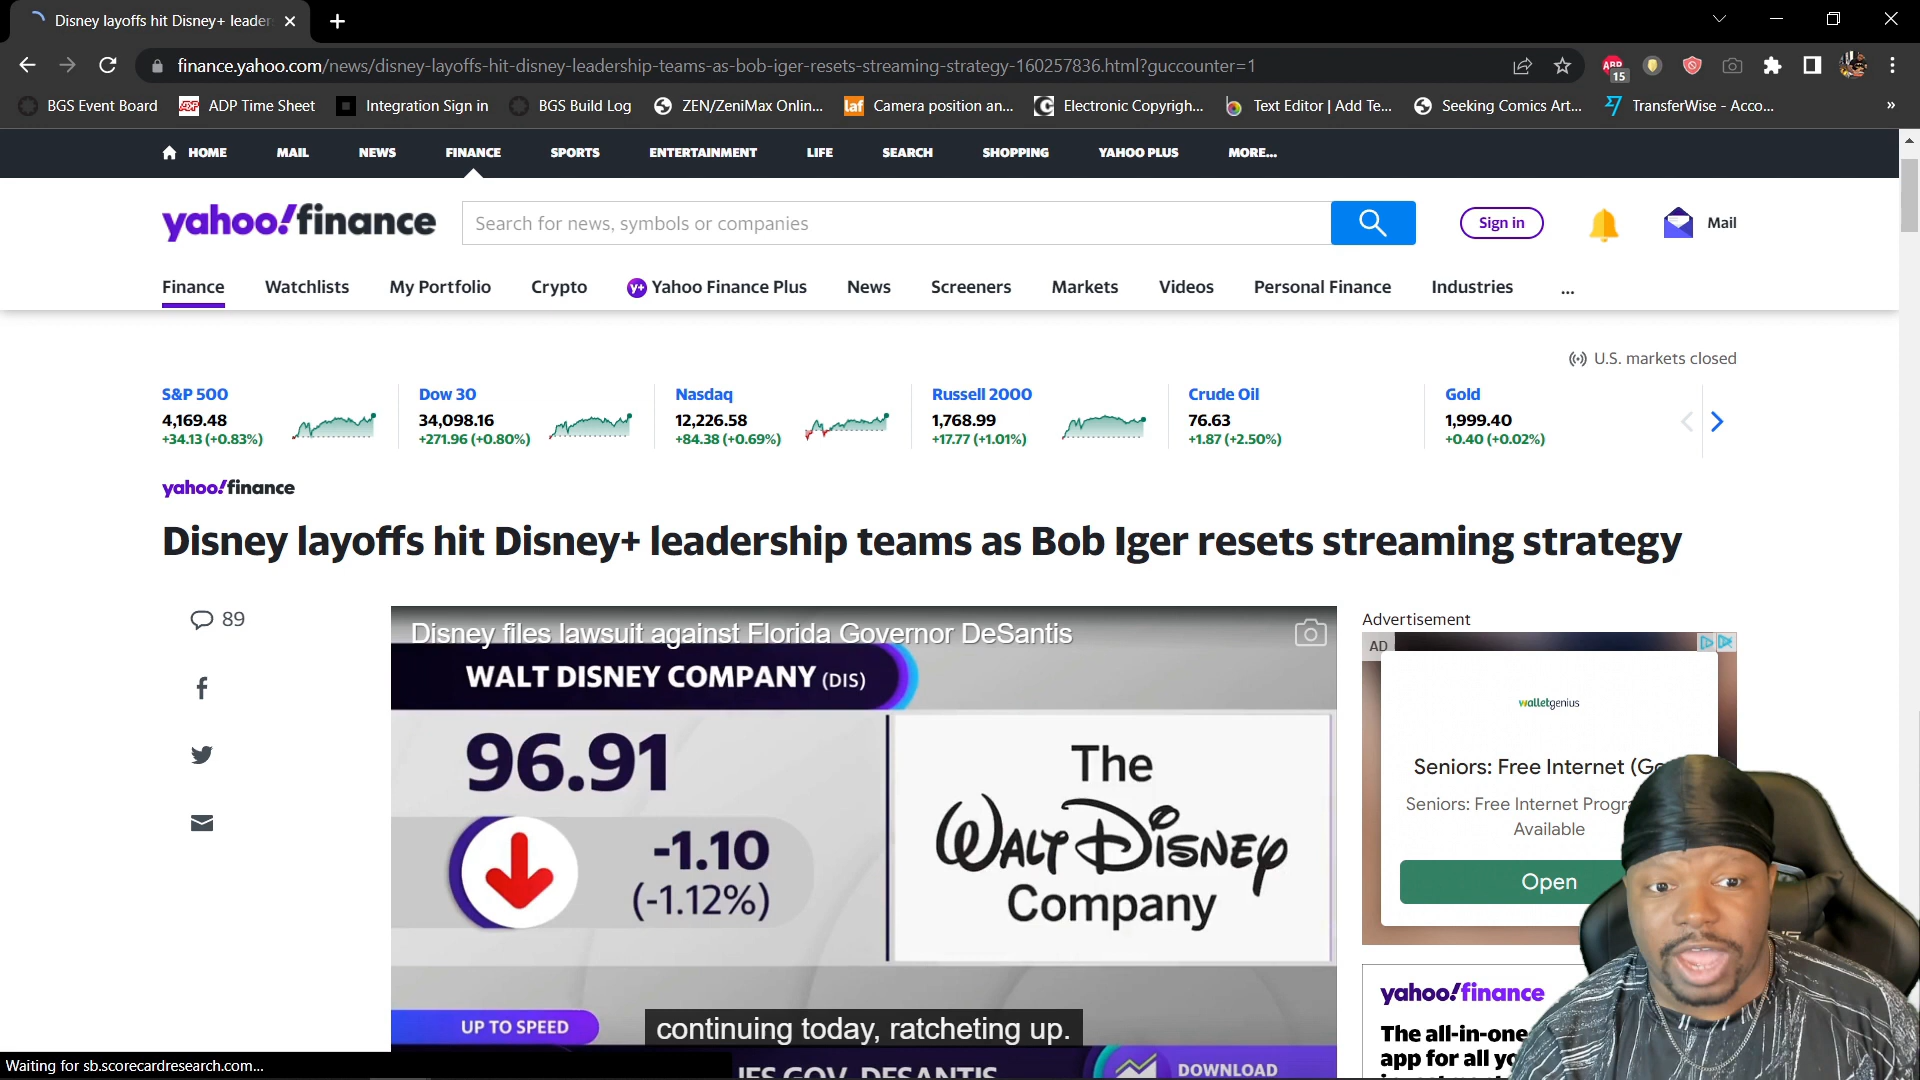 Disney layoffs hit Disney+ leader
finance.yahoo.com/news/disney-layoffs-hit-disney-leadership-teams-as-bob-iger-resets-streaming-strategy-160257836.html?guccounter=1
ABP
15
BGS Event Board
ADP Time Sheet
Integration Sign in
BGS Build Log
ZEN/ZeniMax Onlin...
laf
Camera position an...
Electronic Copyrigh...
Text Editor | Add Te...
Seeking Comics Art...
TransferWise - Acco...
»
HOME
MAIL
NEWS
FINANCE
SPORTS
ENTERTAINMENT
LIFE
SEARCH
SHOPPING
YAHOO PLUS
MORE...
yahoo!finance
Search for news, symbols or companies
Sign in
Mail
Finance
Watchlists
My Portfolio
Crypto
y+ Yahoo Finance Plus
News
Screeners
Markets
Videos
Personal Finance
Industries
...
U.S. markets closed
S&P 500
4,169.48
+34.13 (+0.83%)
Dow 30
34,098.16
+271.96 (+0.80%)
Nasdaq
12,226.58
+84.38 (+0.69%)
Russell 2000
1,768.99
+17.77 (+1.01%)
Crude Oil
76.63
+1.87 (+2.50%)
Gold
1,999.40
+0.40 (+0.02%)
yahoo!finance
Disney layoffs hit Disney+ leadership teams as Bob Iger resets streaming strategy
89
Disney files lawsuit against Florida Governor DeSantis
WALT DISNEY COMPANY (DIS)
96.91
-1.10
(-1.12%)
The
WALT DISNEY
Company
UP TO SPEED
continuing today, ratcheting up.
GOV. DESANTIS
DOWNLOAD
Advertisement
AD
walletgenius
Seniors: Free Internet
Seniors: Free Internet
Available
Open
yahoo!finance
The all-in-one
app for all
Waiting for sb.scorecardresearch.com...